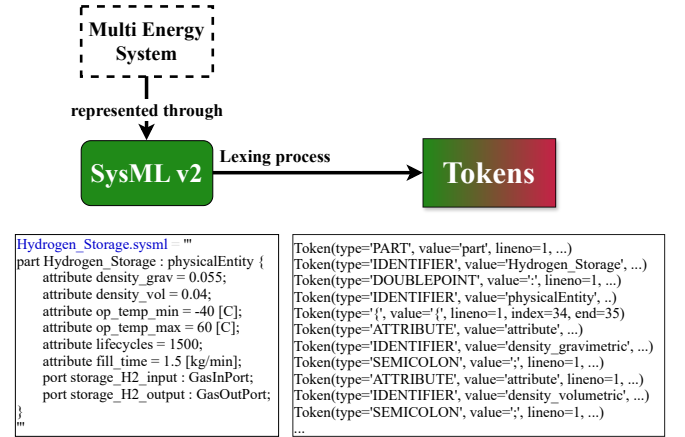 Multi Energy
System
represented through
SysML v2
Lexing process
Tokens
Hydrogen_Storage.sysml = '''
part Hydrogen_Storage : physicalEntity {
attribute density_grav = 0.055;
attribute density_vol = 0.04;
attribute op_temp_min = -40 [C];
attribute op_temp_max = 60 [C];
attribute lifecycles = 1500;
attribute fill_time = 1.5 [kg/min];
port storage_H2_input : GasInPort;
port storage_H2_output : GasOutPort;
}
'''
Token(type='PART', value='part', lineno=1, ...)
Token(type='IDENTIFIER', value='Hydrogen_Storage', ...)
Token(type='DOUBLEPOINT', value=':', lineno=1, ...)
Token(type='IDENTIFIER', value='physicalEntity', ..)
Token(type='{', value='{', lineno=1, index=34, end=35)
Token(type='ATTRIBUTE', value='attribute', ...)
Token(type='IDENTIFIER', value='density_gravimetric', ...)
Token(type='SEMICOLON', value=';', lineno=1, ...)
Token(type='ATTRIBUTE', value='attribute', lineno=1, ...)
Token(type='IDENTIFIER', value='density_volumetric', ...)
Token(type='SEMICOLON', value=';', lineno=1, ...)
...